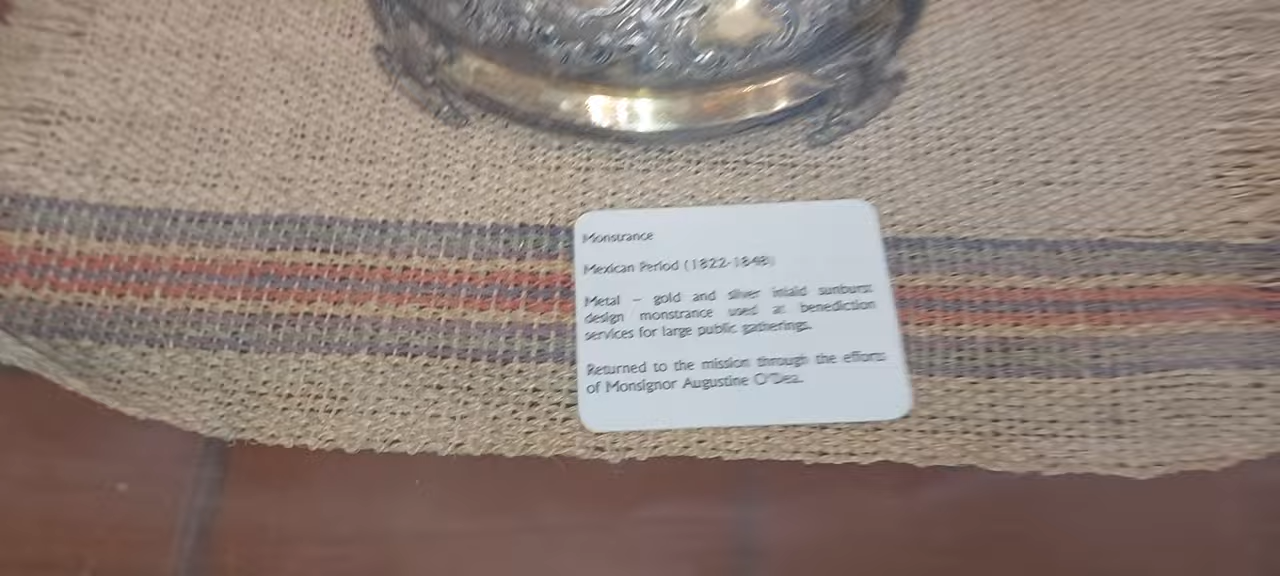 Monstrance
Mexican Period (1822-1848)
Metal – gold and silver inlaid sunburst
design monstrance used at benediction
services for large public gatherings.
Returned to the mission through the efforts
of Monsignor Augustine O'Dea.